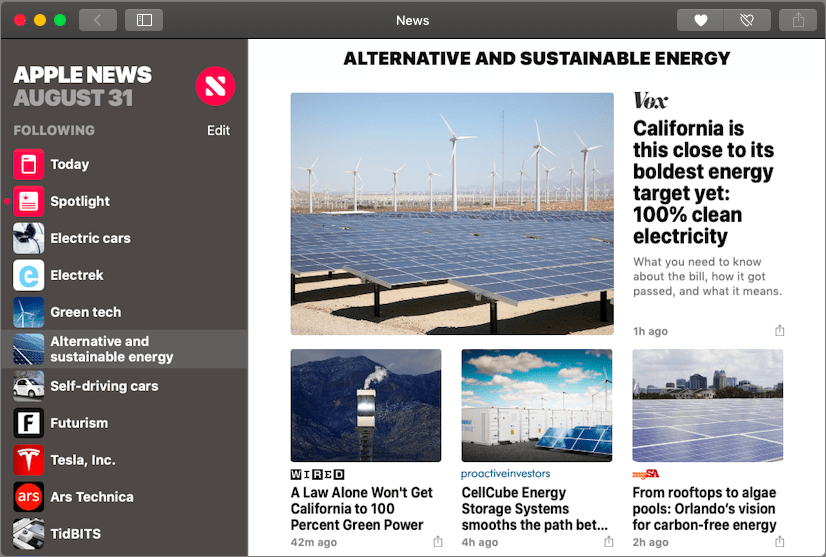 News
APPLE NEWS
AUGUST 31
FOLLOWING
Edit
Today
Spotlight
Electric cars
Electrek
Green tech
Alternative and
sustainable energy
Self-driving cars
Futurism
Tesla, Inc.
ars
Ars Technica
TidBITS
ALTERNATIVE AND SUSTAINABLE ENERGY
Vox
California is
this close to its
boldest energy
target yet:
100% clean
electricity
What you need to know
about the bill, how it got
passed, and what it means.
1h ago
WIRED
A Law Alone Won't Get
California to 100
Percent Green Power
42m ago
proactiveinvestors
CellCube Energy
Storage Systems
smooths the path bet...
4h ago
mySA
From rooftops to algae
pools: Orlando’s vision
for carbon-free energy
2h ago